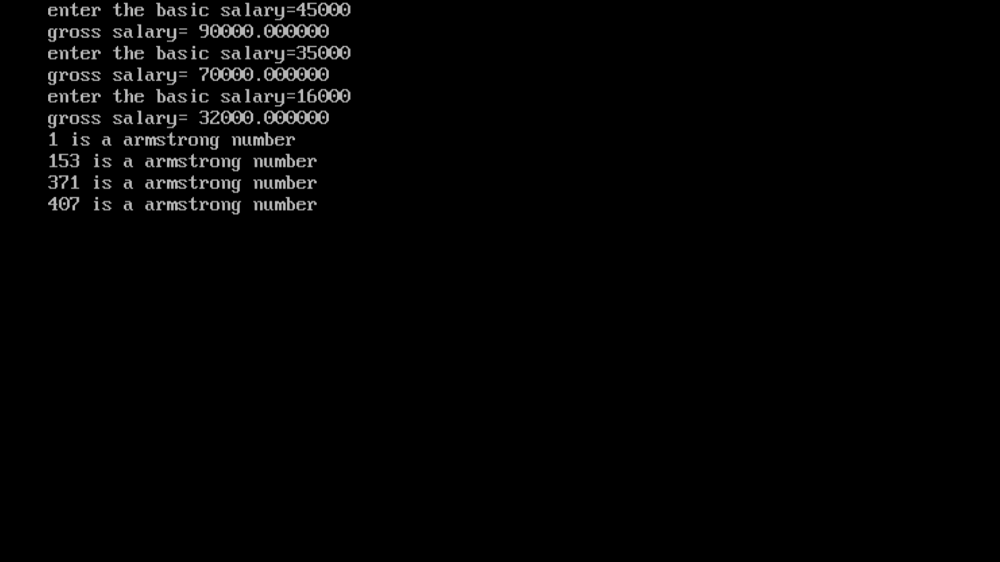 enter the basic salary=45000
gross salary= 90000.000000
enter the basic salary=35000
gross salary= 70000.000000
enter the basic salary=16000
gross salary= 32000.000000
1 is a armstrong number
153 is a armstrong number
371 is a armstrong number
407 is a armstrong number